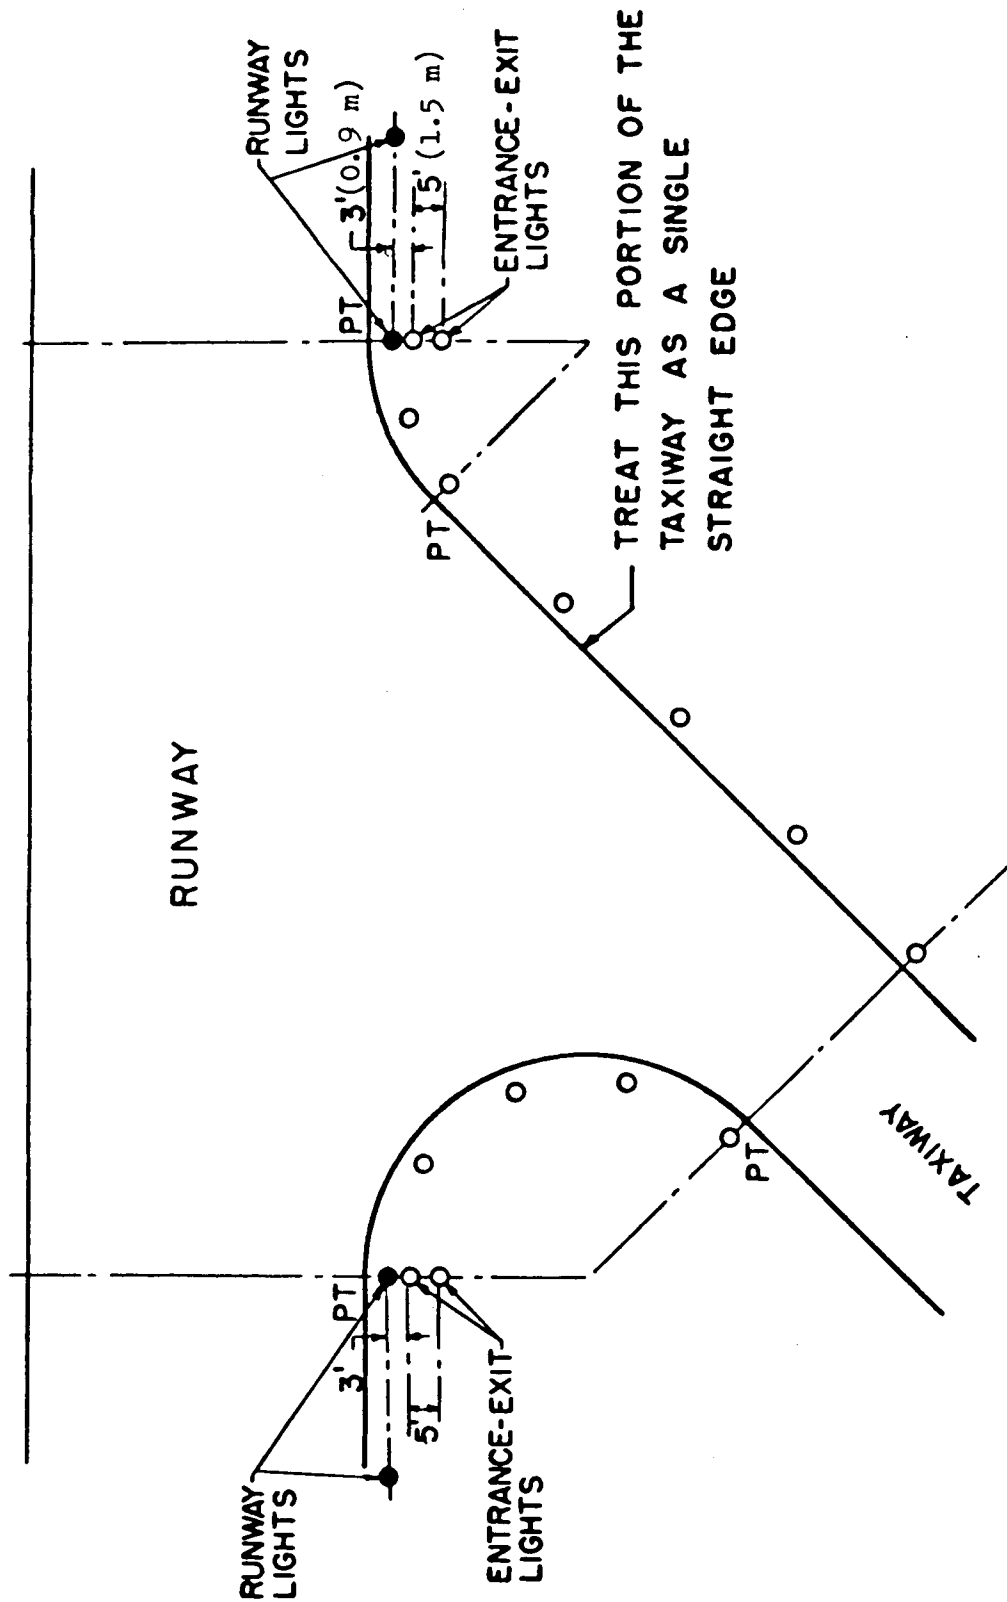 RUNWAY
LIGHTS
3'
PT
5'
ENTRANCE-EXIT
LIGHTS
RUNWAY
PT
TAXIWAY
PT
RUNWAY
LIGHTS
PT
3'(0.9 m)
5'(1.5 m)
ENTRANCE-EXIT
LIGHTS
TREAT THIS PORTION OF THE
TAXIWAY AS A SINGLE
STRAIGHT EDGE